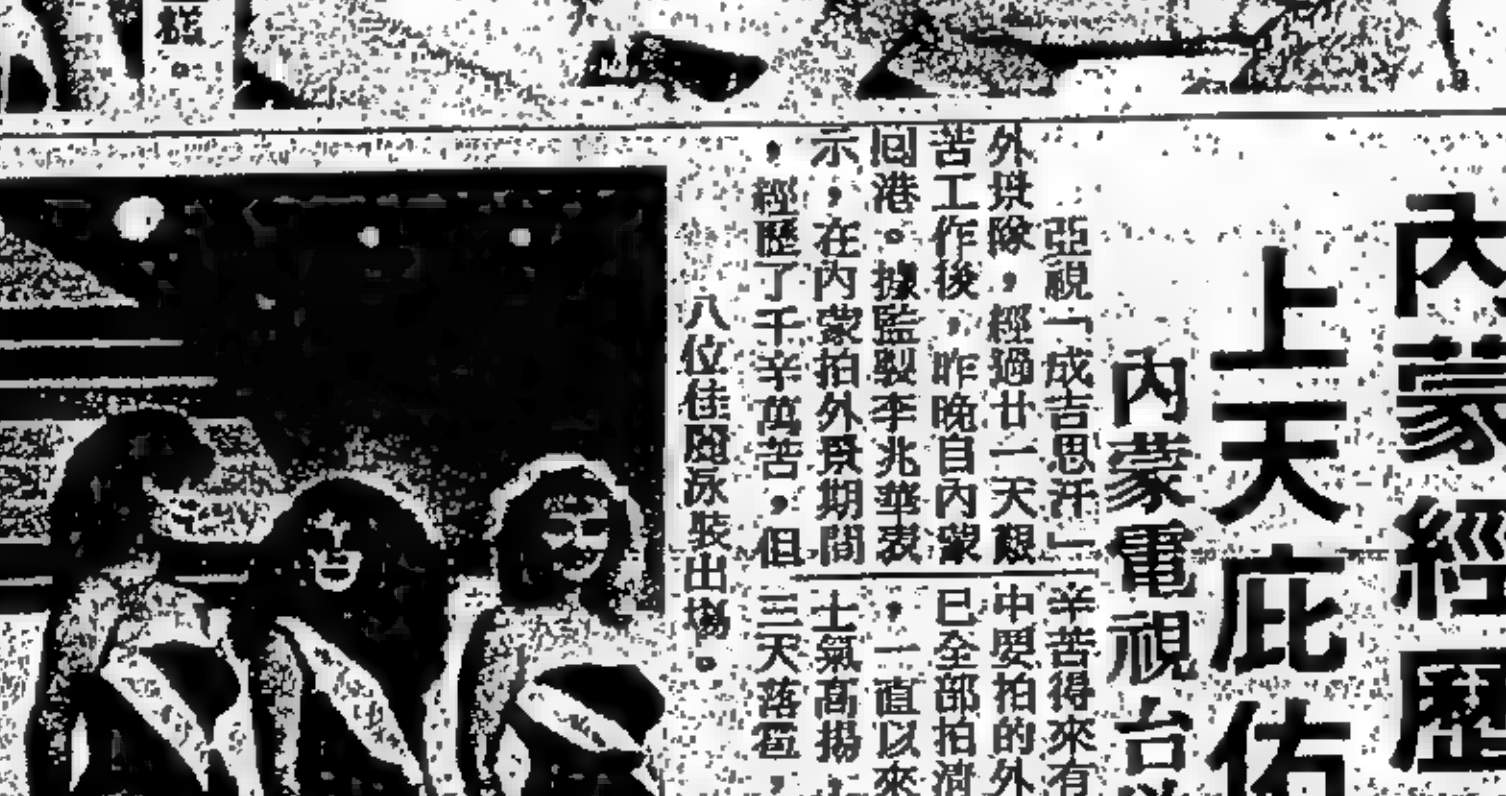 內蒙經歷
上天庇佑
內蒙電視台
亞視「成吉思汗」
外景隊，經過廿一天艱
苦工作後，昨晚自內蒙
回港。據監製李兆華表
示，在內蒙拍外景期間
，經歷了千辛萬苦，但
辛苦得來有
中要拍的外
已全部拍
，一直以來
士氣高揚
三天落雹，
八位佳麗泳裝出場。
樣。